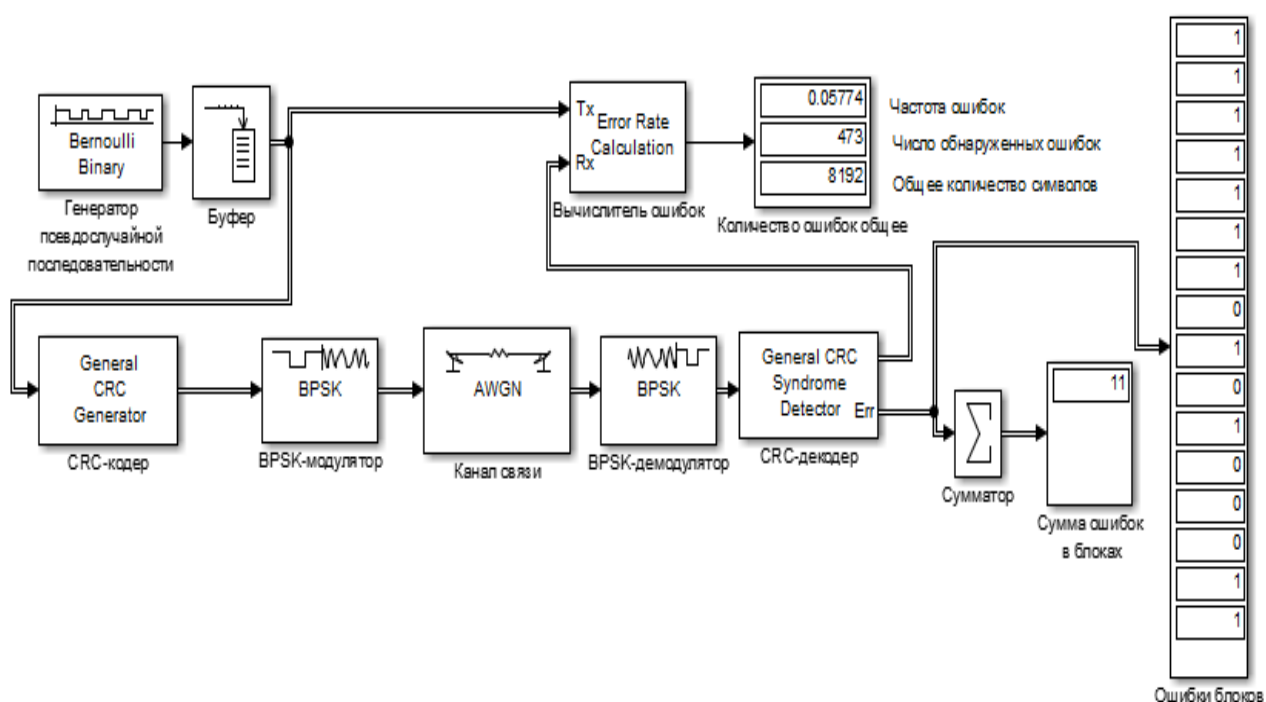 Bernoulli
Binary
Генератор
псевдослучайной
последовательности
Буфер
Tx
Rx
Error Rate
Calculation
Вычислитель ошибок
0.05774
473
8192
Частота ошибок
Число обнаруженных ошибок
Общее количество символов
Количество ошибок общее
General
CRC
Generator
CRC-кодер
BPSK
BPSK-модулятор
AWGN
Канал связи
BPSK
BPSK-демодулятор
General CRC
Syndrome
Detector
Err
CRC-декодер
Сумматор
11
Сумма ошибок
в блоках
1
1
1
1
1
1
1
0
1
0
1
0
0
0
1
1
Ошибки блоков